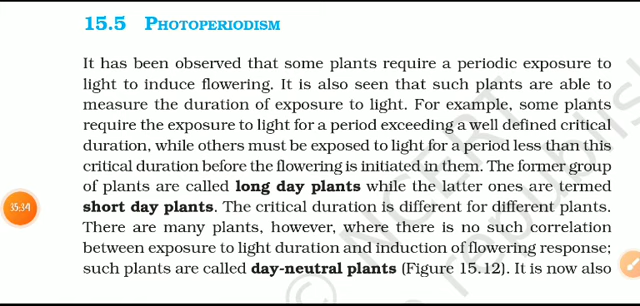 15.5 PHOTOPERIODISM
It has been observed that some plants require a periodic exposure to
light to induce flowering. It is also seen that such plants are able to
measure the duration of exposure to light. For example, some plants
require the exposure to light for a period exceeding a well defined critical
duration, while others must be exposed to light for a period less than this
critical duration before the flowering is initiated in them. The former group
of plants are called long day plants while the latter ones are termed
short day plants. The critical duration is different for different plants.
There are many plants, however, where there is no such correlation
between exposure to light duration and induction of flowering response;
such plants are called day-neutral plants (Figure 15.12). It is now also
35:34
© NCERT
republish